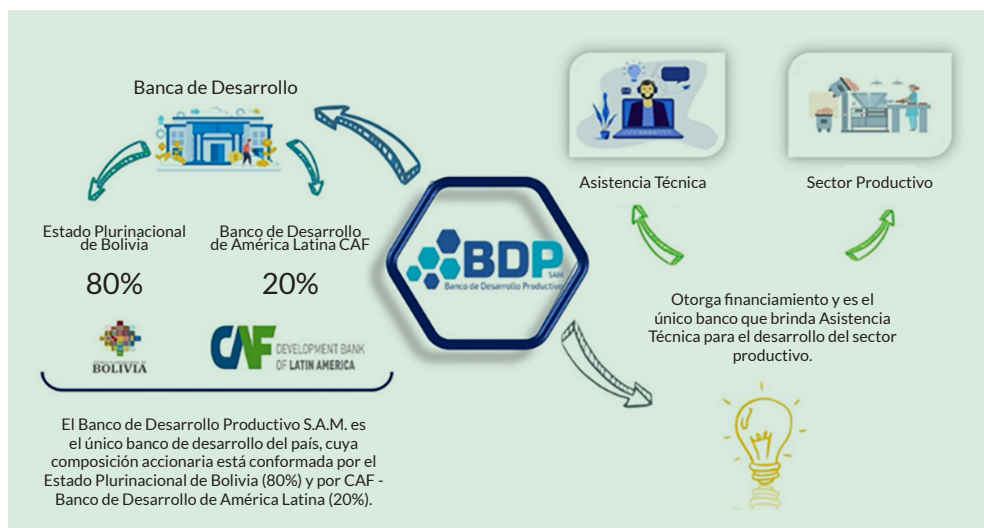 Banca de Desarrollo
Estado Plurinacional
de Bolivia
80%
Banco de Desarrollo
de América Latina CAF
20%
BOLIVIA
CAF DEVELOPMENT BANK
OF LATIN AMERICA
El Banco de Desarrollo Productivo S.A.M. es
el único banco de desarrollo del país, cuya
composición accionaria está conformada por el
Estado Plurinacional de Bolivia (80%) y por CAF -
Banco de Desarrollo de América Latina (20%).
BDP
SAM
Banco de Desarrollo Productivo
Asistencia Técnica
Sector Productivo
Otorga financiamiento y es el
único banco que brinda Asistencia
Técnica para el desarrollo del sector
productivo.